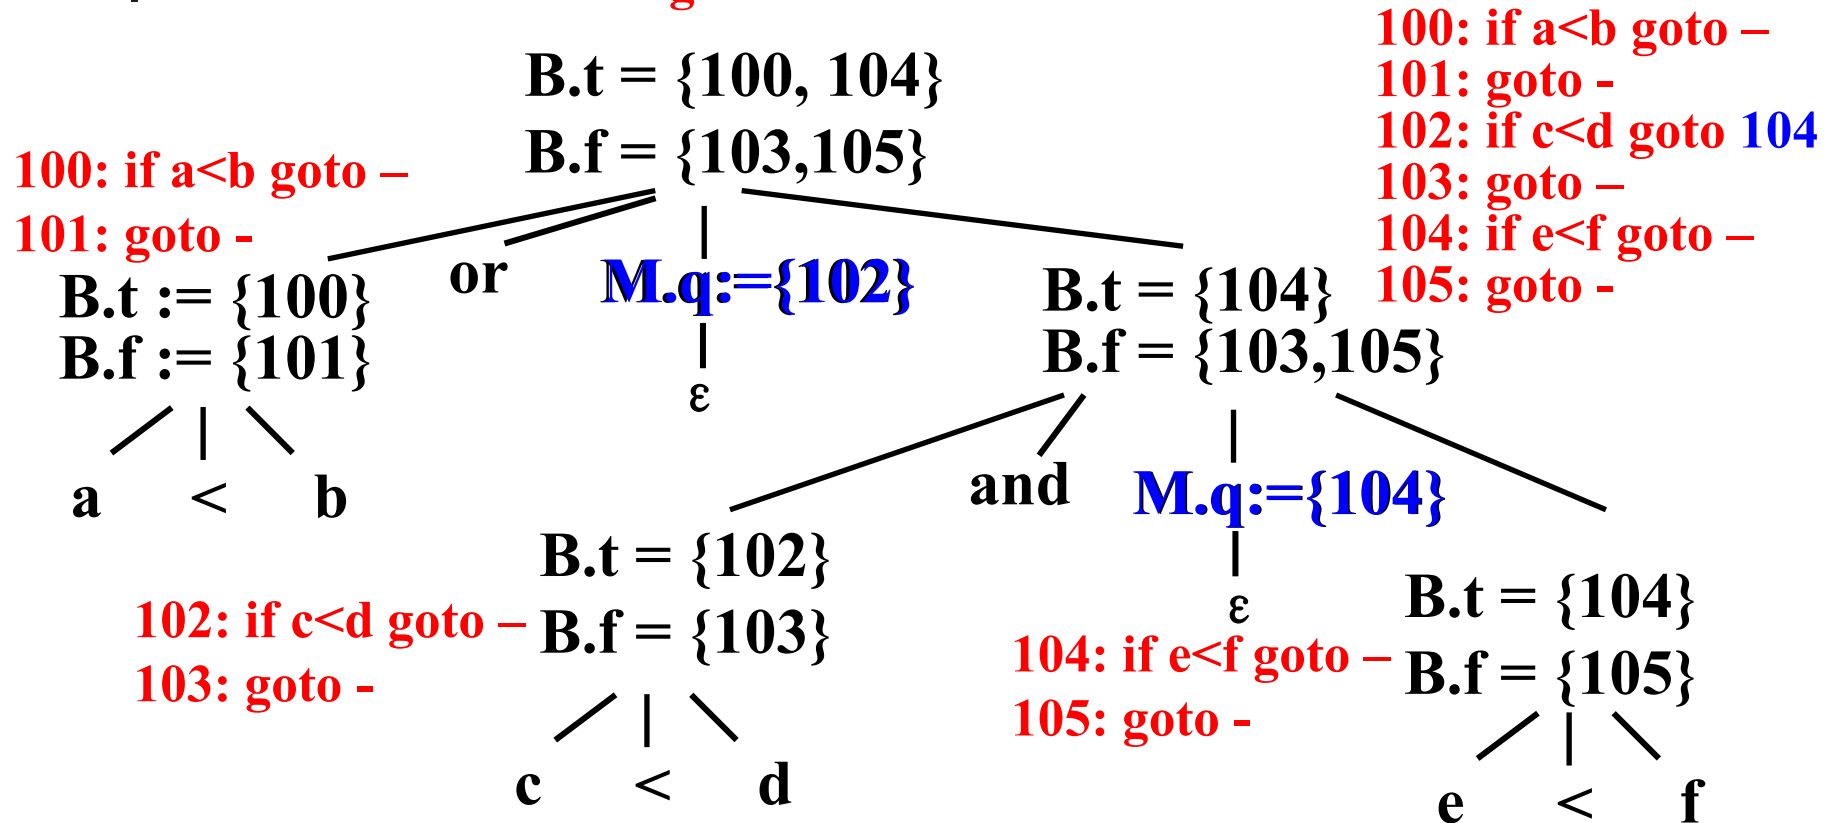 100: if a<b goto –
101: goto -
102: if c<d goto 104
103: goto –
104: if e<f goto –
105: goto -
B.t = {100, 104}
B.f = {103,105}
100: if a<b goto –
101: goto -
B.t := {100}
B.f := {101}
or
M.q:={102}
ε
B.t = {104}
B.f = {103,105}
a < b
and
M.q:={104}
ε
B.t = {102}
B.f = {103}
102: if c<d goto –
103: goto -
c < d
104: if e<f goto –
105: goto -
B.t = {104}
B.f = {105}
e < f